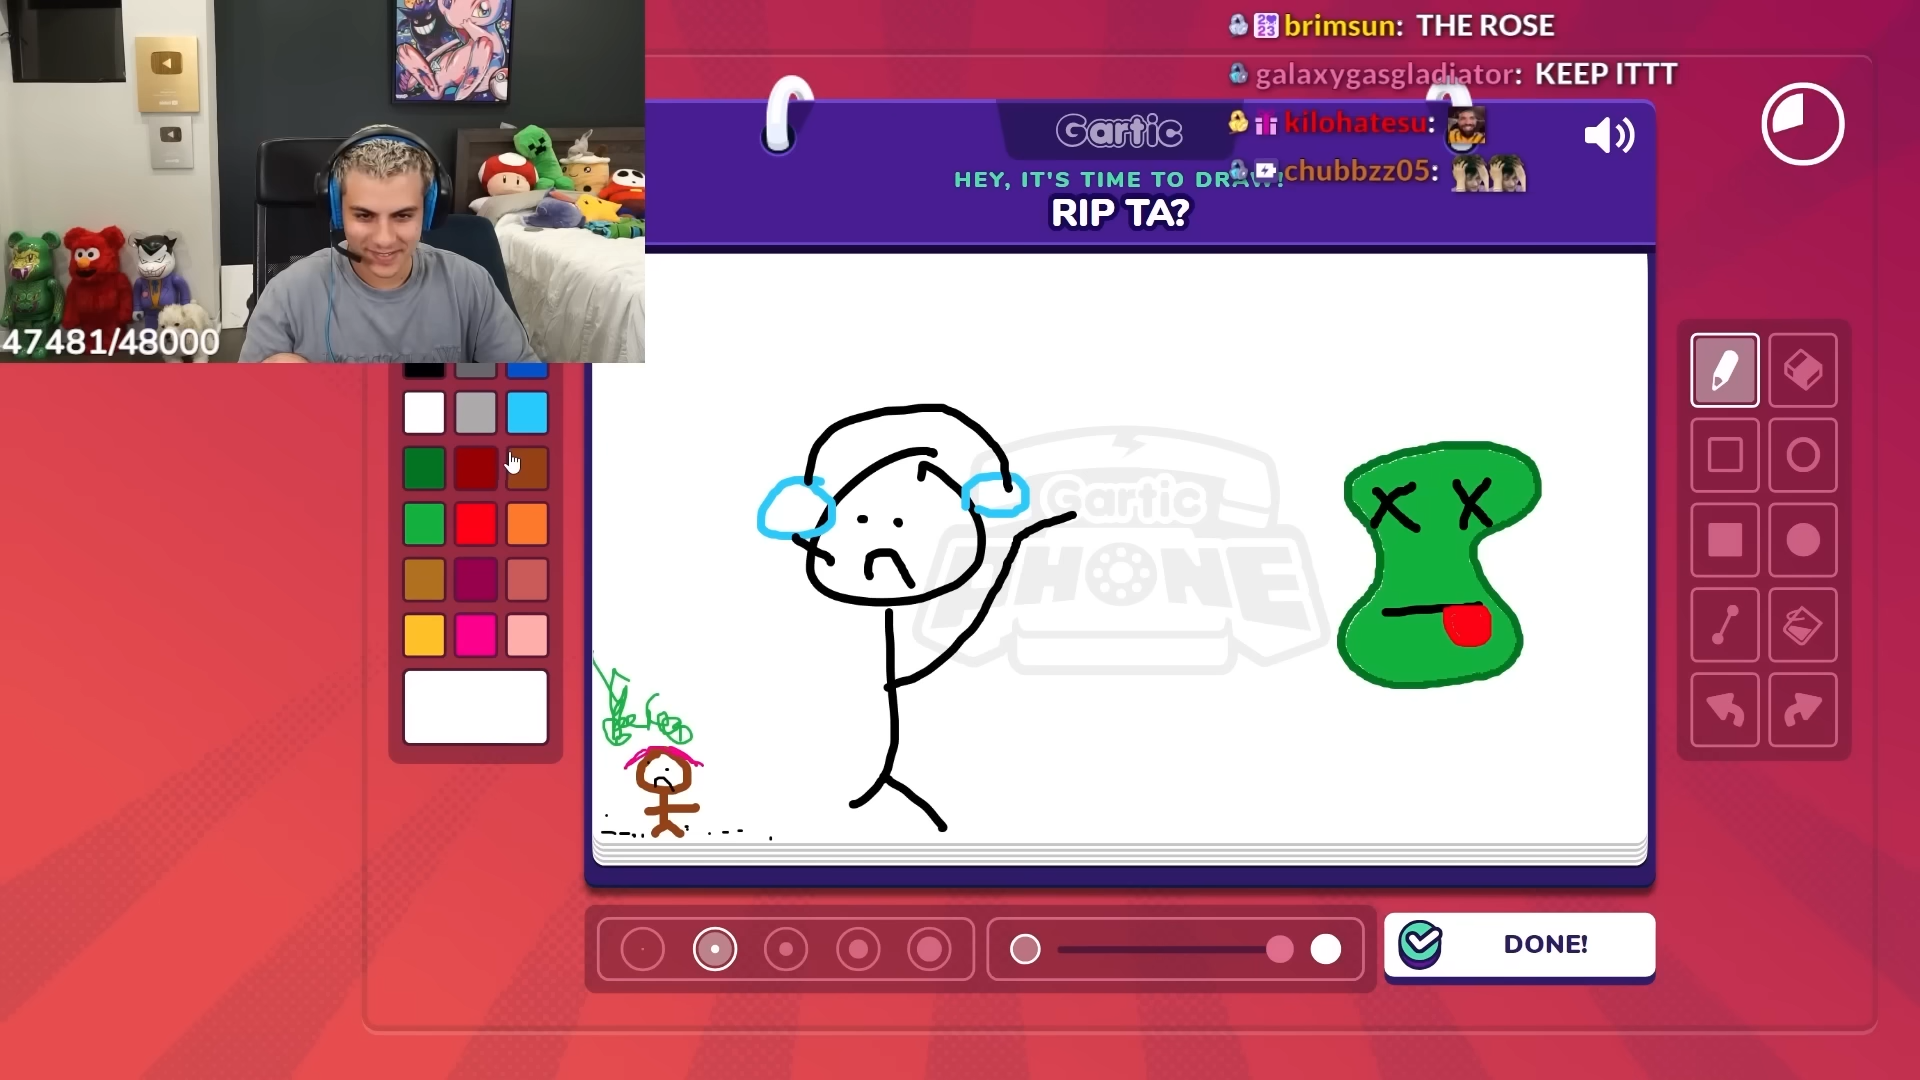 brimsun: THE ROSE
galaxygasgladiator: KEEP ITTT
kilohatesu:
chubbzz05:
Gartic
HEY, IT'S TIME TO DRAW!
RIP TA?
47481/48000
Gartic
PHONE
DONE!